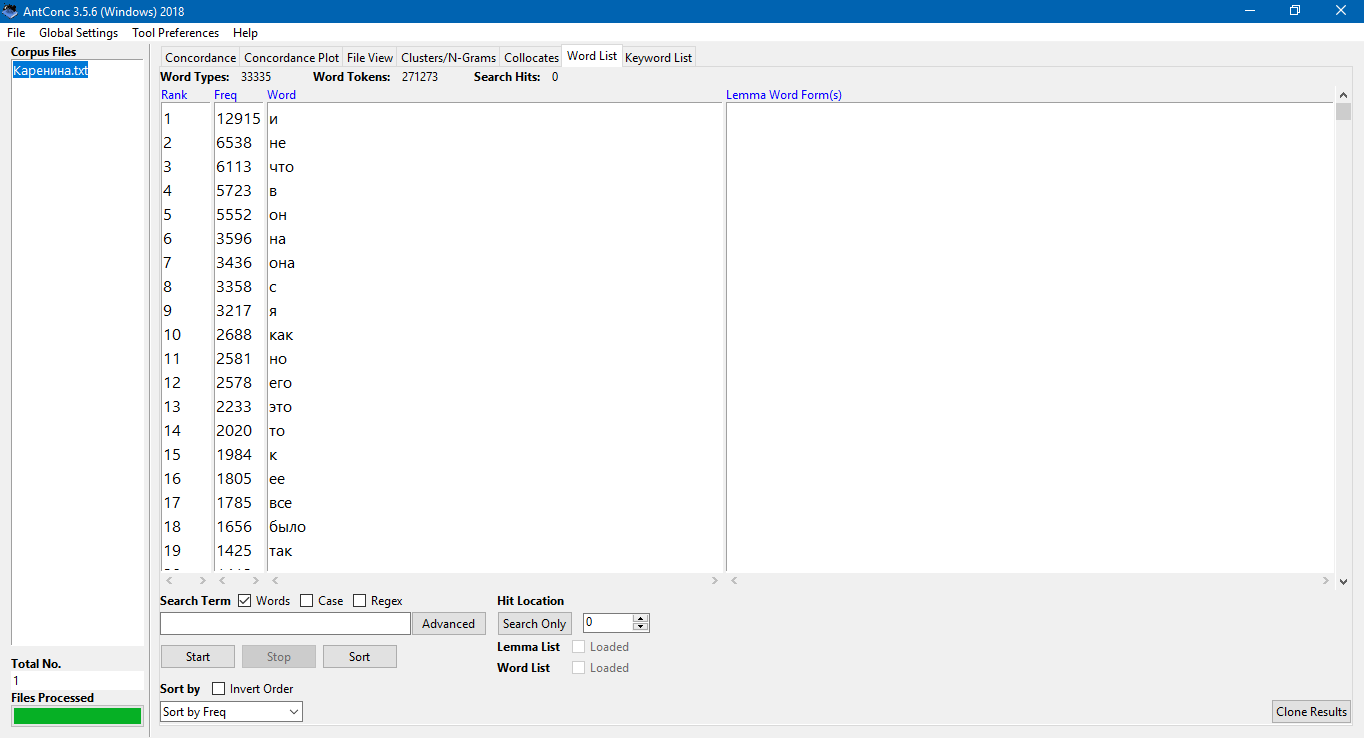 AntConc 3.5.6 (Windows) 2018
File Global Settings Tool Preferences Help
Corpus Files
Каренина.txt
Concordance Concordance Plot File View Clusters/N-Grams Collocates Word List Keyword List
Word Types: 33335 Word Tokens: 271273 Search Hits: 0
Rank Freq Word Lemma Word Form(s)
1 12915 и
2 6538 не
3 6113 что
4 5723 в
5 5552 он
6 3596 на
7 3436 она
8 3358 с
9 3217 я
10 2688 как
11 2581 но
12 2578 его
13 2233 это
14 2020 то
15 1984 к
16 1805 ее
17 1785 все
18 1656 было
19 1425 так
Search Term Words Case Regex Hit Location
Advanced Search Only 0
Lemma List Loaded
Start Stop Sort
Word List Loaded
Total No.
1
Files Processed
Sort by Invert Order
Sort by Freq
Clone Results